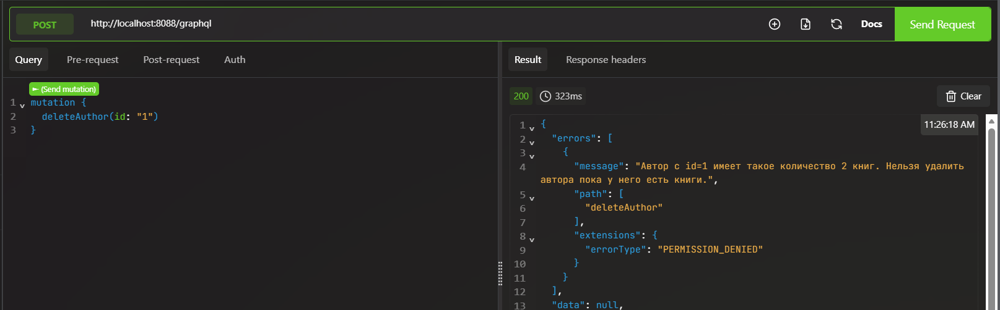 POST http://localhost:8088/graphql Docs Send Request
Query Pre-request Post-request Auth
(Send mutation)
1 mutation {
2 deleteAuthor(id: "1")
3 }
Result Response headers
200 323ms Clear
11:26:18 AM
1 {
2 "errors": [
3 {
4 "message": "Автор с id=1 имеет такое количество 2 книг. Нельзя удалить
автора пока у него есть книги.",
5 "path": [
6 "deleteAuthor"
7 ],
8 "extensions": {
9 "errorType": "PERMISSION_DENIED"
10 }
11 }
12 ],
13 "data": null,